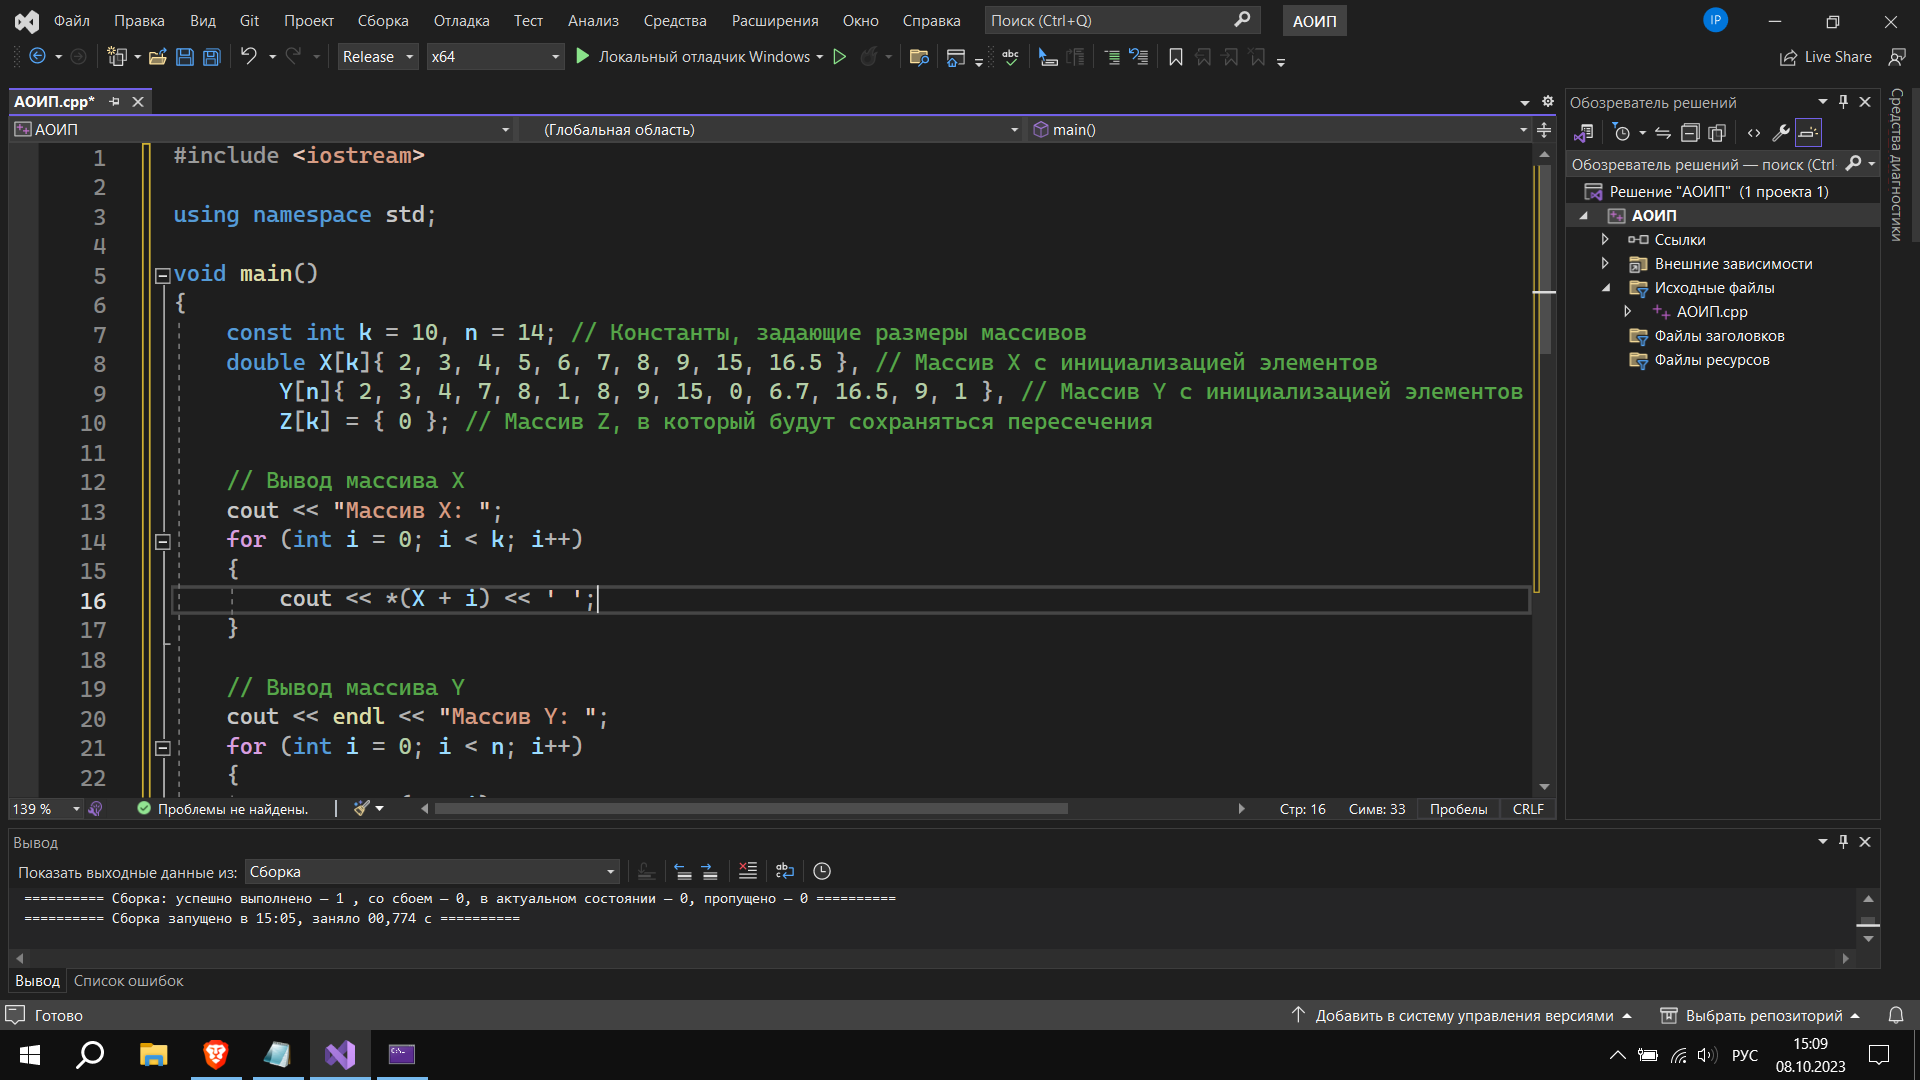 Файл Правка Вид Git Проект Сборка Отладка Тест Анализ Средства Расширения Окно Справка Поиск (Ctrl+Q) АОИП IP
Release x64 Локальный отладчик Windows Live Share
АОИП.cpp*
АОИП (Глобальная область) main()
1 #include <iostream>
2
3 using namespace std;
4
5 void main()
6 {
7 const int k = 10, n = 14; // Константы, задающие размеры массивов
8 double X[k]{ 2, 3, 4, 5, 6, 7, 8, 9, 15, 16.5 }, // Массив X с инициализацией элементов
9 Y[n]{ 2, 3, 4, 7, 8, 1, 8, 9, 15, 0, 6.7, 16.5, 9, 1 }, // Массив Y с инициализацией элементов
10 Z[k] = { 0 }; // Массив Z, в который будут сохраняться пересечения
11
12 // Вывод массива X
13 cout << "Массив X: ";
14 for (int i = 0; i < k; i++)
15 {
16 cout << *(X + i) << ' ';
17 }
18
19 // Вывод массива Y
20 cout << endl << "Массив Y: ";
21 for (int i = 0; i < n; i++)
22 {
139 % Проблемы не найдены. Стр: 16 Симв: 33 Пробелы CRLF
Обозреватель решений
Обозреватель решений — поиск (Ctrl
Решение "АОИП" (1 проекта 1)
АОИП
Ссылки
Внешние зависимости
Исходные файлы
АОИП.cpp
Файлы заголовков
Файлы ресурсов
Средства диагностики
Вывод
Показать выходные данные из: Сборка
========== Сборка: успешно выполнено — 1 , со сбоем — 0, в актуальном состоянии — 0, пропущено — 0 ==========
========== Сборка запущено в 15:05, заняло 00,774 с ==========
Вывод Список ошибок
Готово Добавить в систему управления версиями Выбрать репозиторий
РУС 15:09
08.10.2023